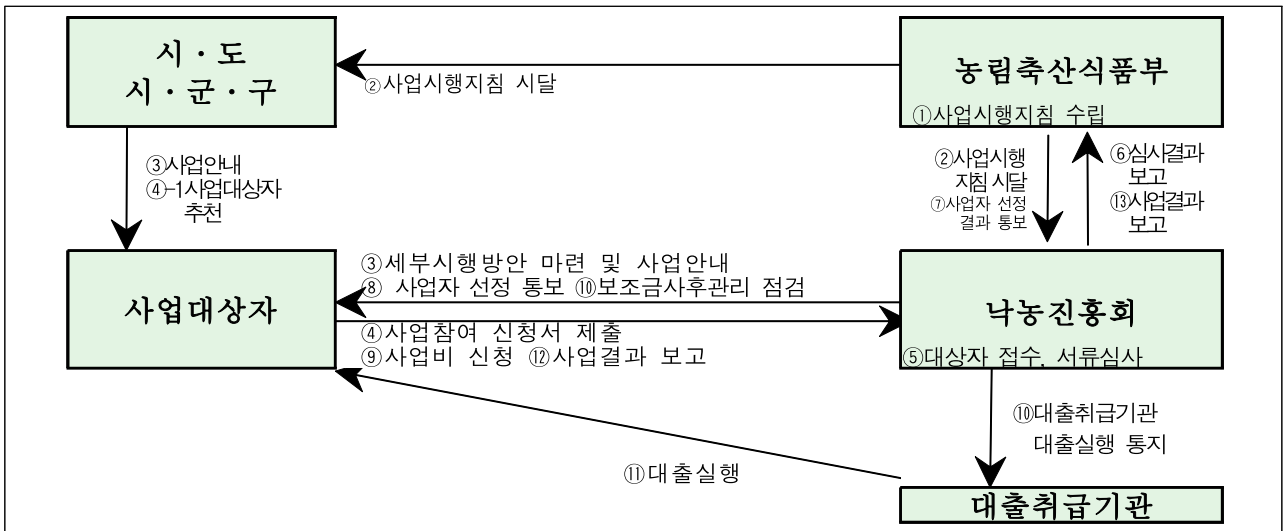 시·도
시·군·구
②사업시행지침 시달
농림축산식품부
①사업시행지침 수립
③사업안내
④-1사업대상자
추천
②사업시행
지침 시달
⑦사업자 선정
결과 통보
⑥심사결과
보고
⑬사업결과
보고
사업대상자
③세부시행방안 마련 및 사업안내
⑧ 사업자 선정 통보 ⑩보조금사후관리 점검
④사업참여 신청서 제출
⑨사업비 신청 ⑫사업결과 보고
낙농진흥회
⑤대상자 접수, 서류심사
⑩대출취급기관
대출실행 통지
⑪대출실행
대출취급기관